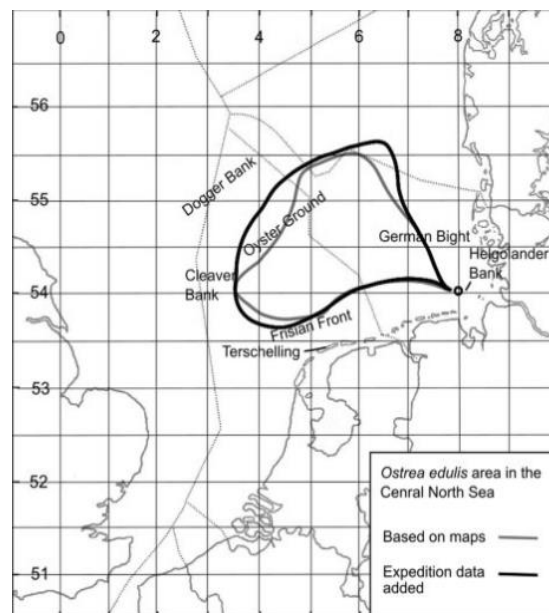 0 2 4 6 8
56
Dogger Bank
55
Oyster Ground
German Bight
Helgolander
Bank
Cleaver
Bank
54
Frisian Front
Terschelling
53
52
51
Ostrea edulis area in the
Cenral North Sea
Based on maps
Expedition data
added